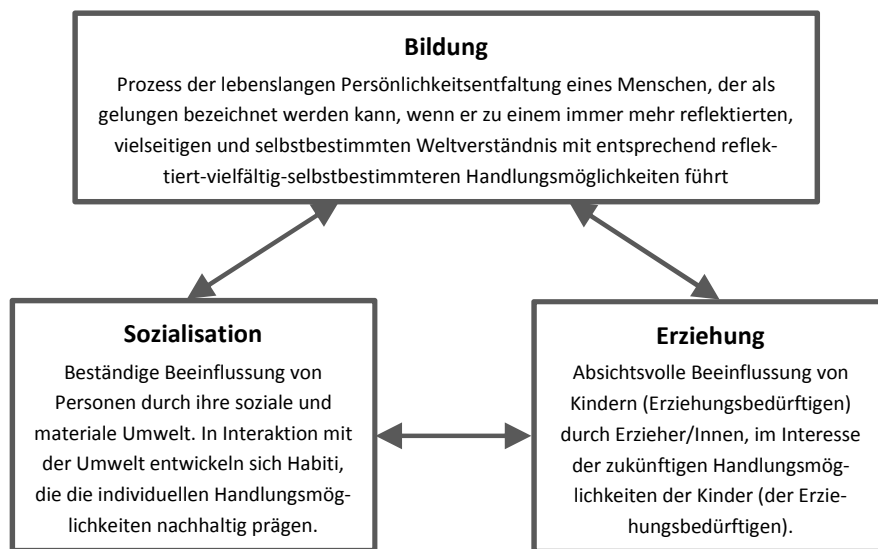 Bildung
Prozess der lebenslangen Persönlichkeitsentfaltung eines Menschen, der als
gelungen bezeichnet werden kann, wenn er zu einem immer mehr reflektierten,
vielseitigen und selbstbestimmten Weltverständnis mit entsprechend reflek-
tiert-vielfältig-selbstbestimmteren Handlungsmöglichkeiten führt
Sozialisation
Beständige Beeinflussung von
Personen durch ihre soziale und
materiale Umwelt. In Interaktion mit
der Umwelt entwickeln sich Habiti,
die die individuellen Handlungsmög-
lichkeiten nachhaltig prägen.
Erziehung
Absichtsvolle Beeinflussung von
Kindern (Erziehungsbedürftigen)
durch Erzieher/Innen, im Interesse
der zukünftigen Handlungsmög-
lichkeiten der Kinder (der Erzie-
hungsbedürftigen).